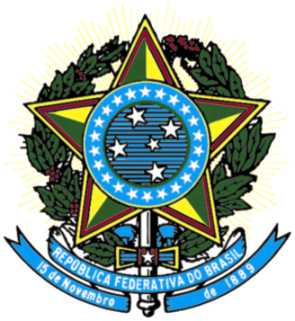 REPÚBLICA FEDERATIVA DO BRASIL
15 de Novembro
de 1889